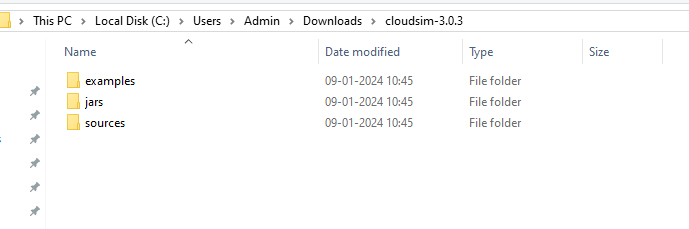 This PC > Local Disk (C:) > Users > Admin > Downloads > cloudsim-3.0.3
Name Date modified Type Size
examples 09-01-2024 10:45 File folder
jars 09-01-2024 10:45 File folder
sources 09-01-2024 10:45 File folder